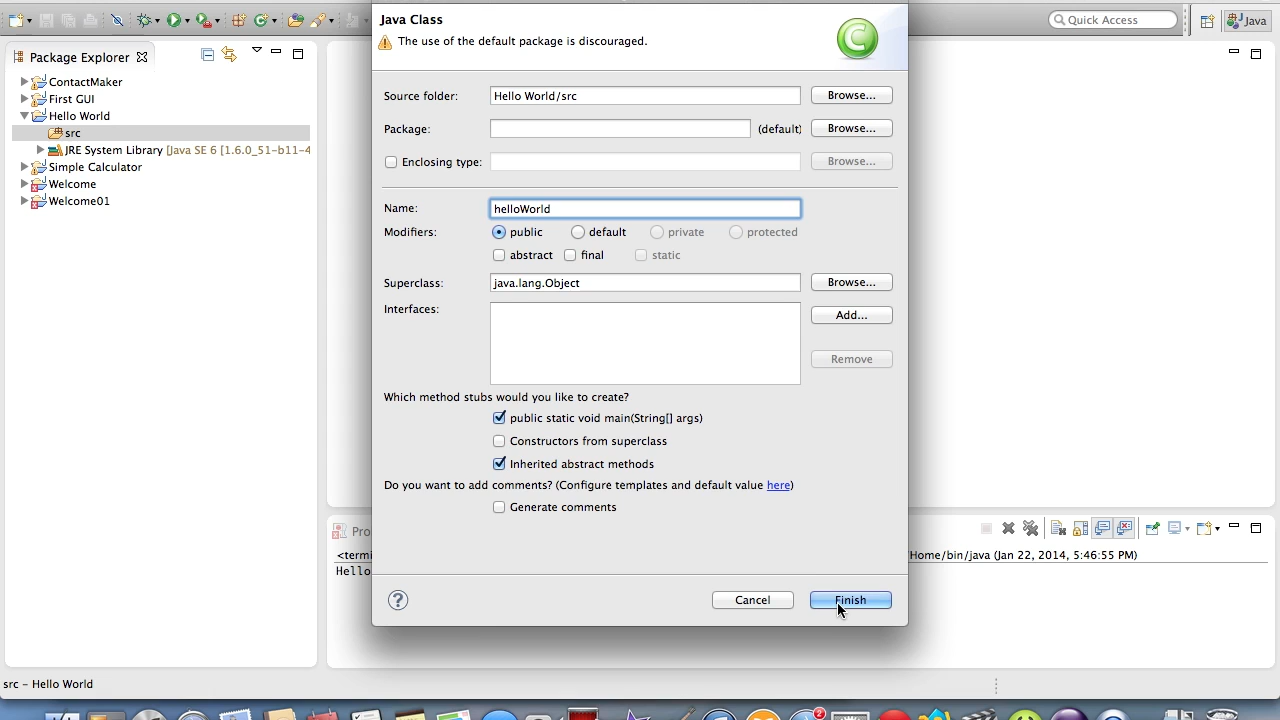 Java Class
The use of the default package is discouraged.
Quick Access
Java
Package Explorer
ContactMaker
First GUI
Hello World
src
JRE System Library [Java SE 6 [1.6.0_51-b11-4
Simple Calculator
Welcome
Welcome01
Source folder: Hello World/src Browse...
Package: (default) Browse...
Enclosing type: Browse...
Name: helloWorld
Modifiers: public default private protected
abstract final static
Superclass: java.lang.Object Browse...
Interfaces: Add...
Remove
Which method stubs would you like to create?
public static void main(String[] args)
Constructors from superclass
Inherited abstract methods
Do you want to add comments? (Configure templates and default value here)
Generate comments
? Cancel Finish
Pro
<termi Home/bin/java (Jan 22, 2014, 5:46:55 PM)
Hello
src – Hello World
2